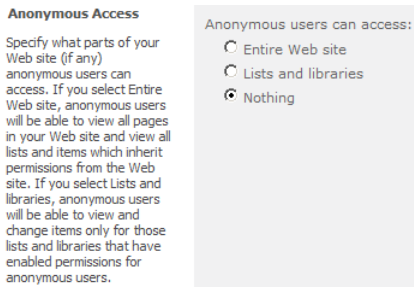 Anonymous Access
Specify what parts of your
Web site (if any)
anonymous users can
access. If you select Entire
Web site, anonymous users
will be able to view all pages
in your Web site and view all
lists and items which inherit
permissions from the Web
site. If you select Lists and
libraries, anonymous users
will be able to view and
change items only for those
lists and libraries that have
enabled permissions for
anonymous users.
Anonymous users can access:
Entire Web site
Lists and libraries
Nothing